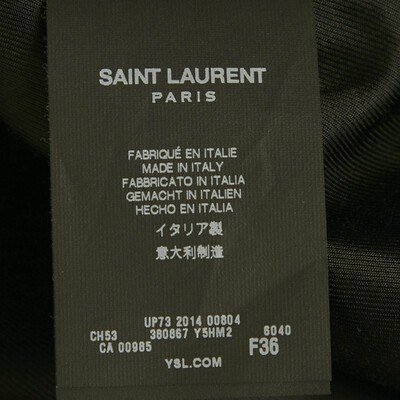 SAINT LAURENT
PARIS
FABRIQUÉ EN ITALIE
MADE IN ITALY
FABBRICATO IN ITALIA
GEMACHT IN ITALIEN
HECHO EN ITALIA
イタリア製
意大利制造
UP73 2014 00804
CH53 380867 Y5HM2 6040
CA 00985 F36
YSL.COM